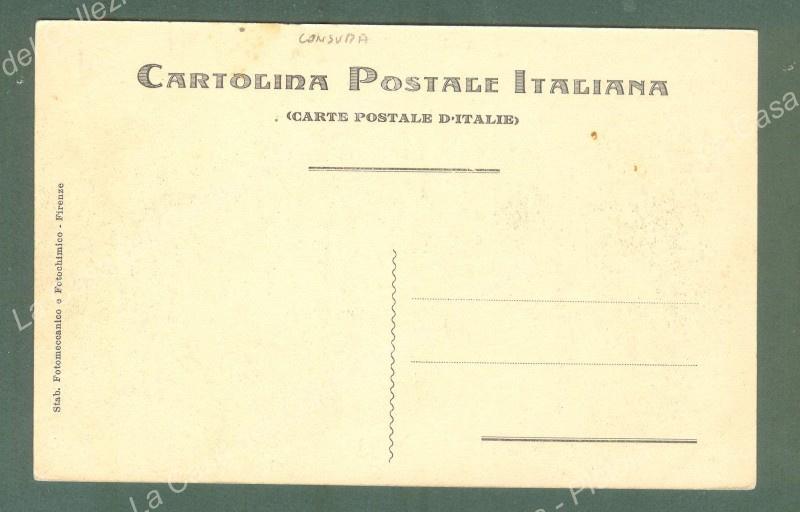 CONSUMA
CARTOLINA POSTALE ITALIANA
(CARTE POSTALE D'ITALIE)
Stab. Fotomeccanico e Fotochimico - Firenze